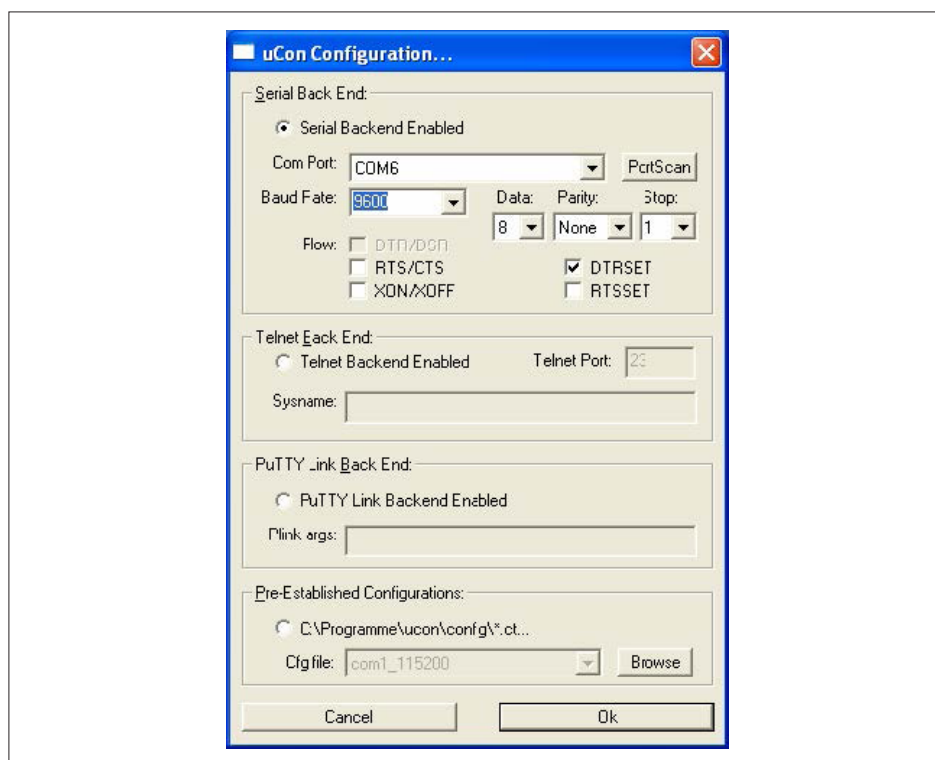 uCon Configuration...
Serial Back End:
Serial Backend Enabled
Com Port: COM6 PortScan
Baud Fate: 9600 Data: Parity: Stop:
8 None 1
Flow: DTR/DSR
RTS/CTS DTRSET
XON/XOFF RTSSET
Telnet Eack End:
Telnet Backend Enabled Telnet Port: 23
Sysname:
PuTTY Link Back End:
PuTTY Link Backend Enabled
Plink args:
Pre-Established Configurations:
C:\Programme\ucon\confg\*.ct...
Cfg file: com1_115200 Browse
Cancel Ok